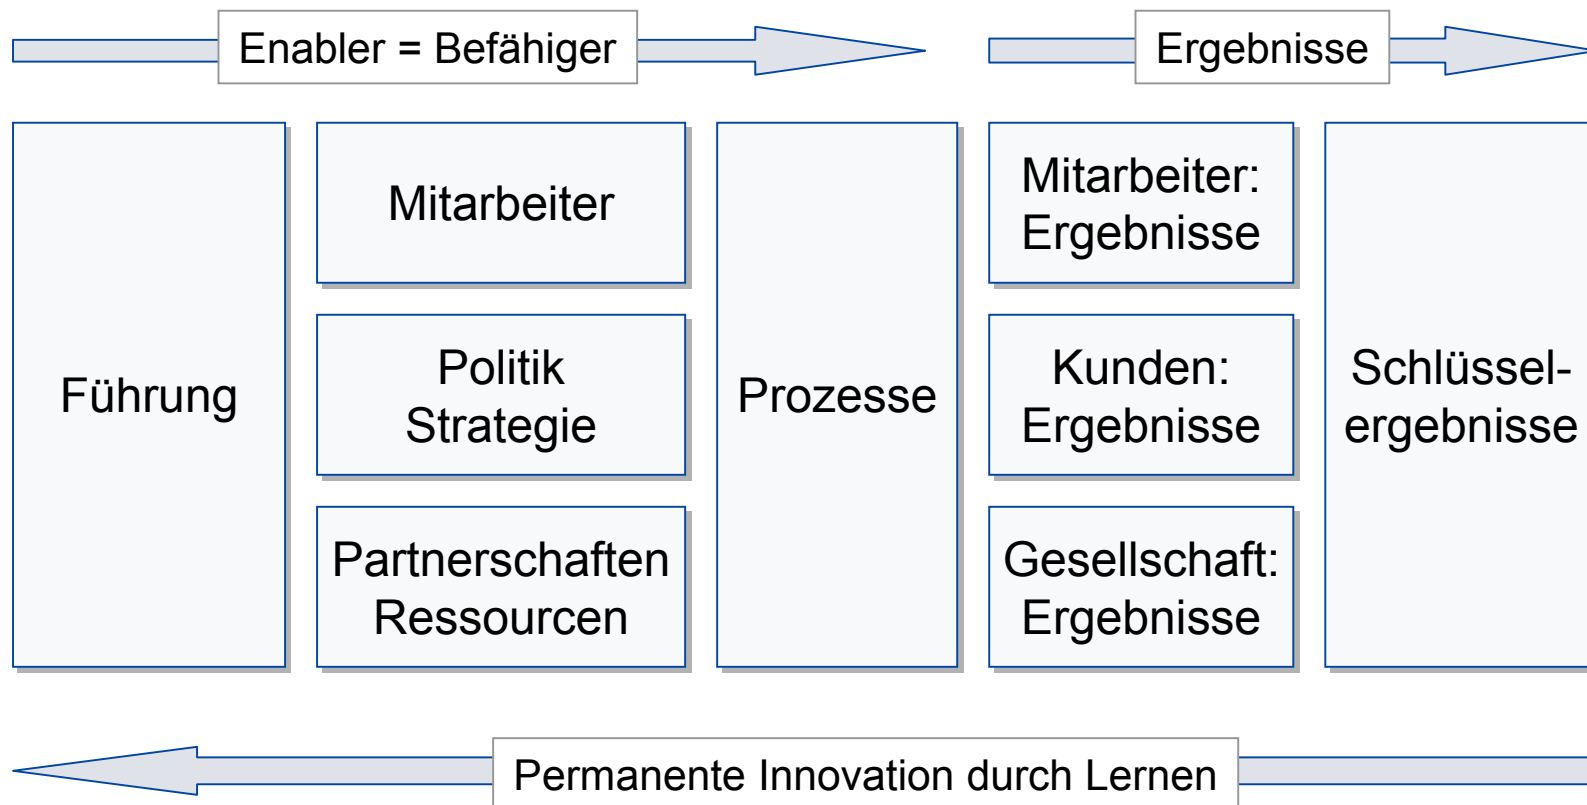 Enabler = Befähiger
Ergebnisse
Führung
Mitarbeiter
Politik
Strategie
Partnerschaften
Ressourcen
Prozesse
Mitarbeiter:
Ergebnisse
Kunden:
Ergebnisse
Gesellschaft:
Ergebnisse
Schlüssel-
ergebnisse
Permanente Innovation durch Lernen